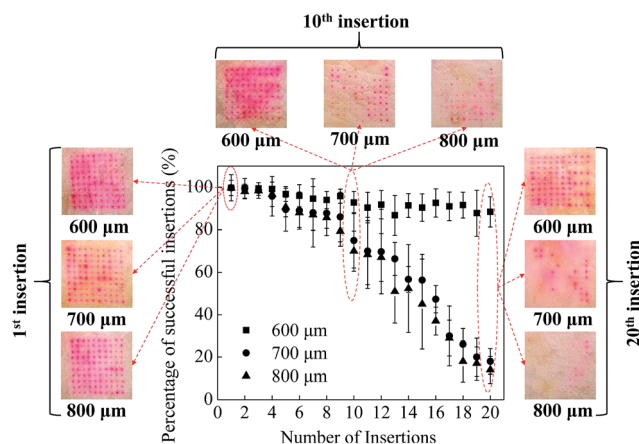 10th insertion
600 μm
700 μm
800 μm
1st insertion
600 μm
700 μm
800 μm
Percentage of successful insertions (%)
100
80
60
40
20
0
600 μm
700 μm
800 μm
0 2 4 6 8 10 12 14 16 18 20
Number of Insertions
600 μm
700 μm
800 μm
20th insertion